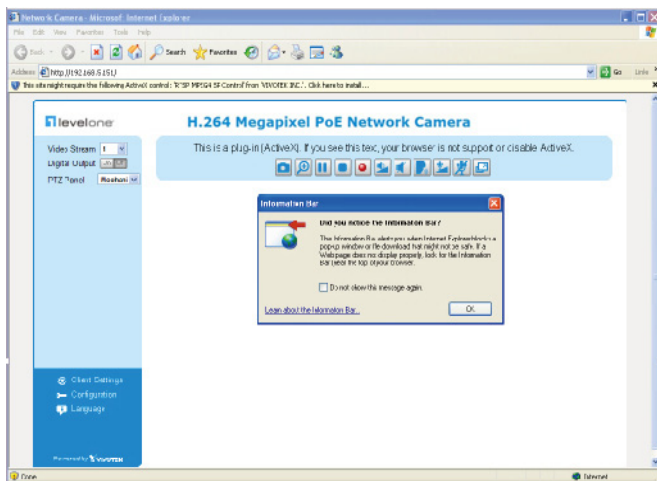 Network Camera - Microsoft Internet Explorer
File Edit View Favorites Tools Help
Back Search Favorites
Address http://192.168.5.151/ Go Links
This site might require the following ActiveX control: 'RTSP MPEG4 SP Control' from 'VIVOTEK INC.'. Click here to install...
levelone
H.264 Megapixel PoE Network Camera
Video Stream 1
This is a plug-in (ActiveX). If you see this text, your browser is not support or disable ActiveX.
Digital Output
PTZ Panel
Information Bar
Did you notice the Information Bar?
The Information Bar alerts you when Internet Explorer blocks a
pop-up window or file download that might not be safe. If a
Webpage does not display properly, look for the Information
Bar near the top of your browser.
Do not show this message again.
Learn about the Information Bar...
OK
Client Settings
Configuration
Language
Powered by VIVOTEK
Done
Internet